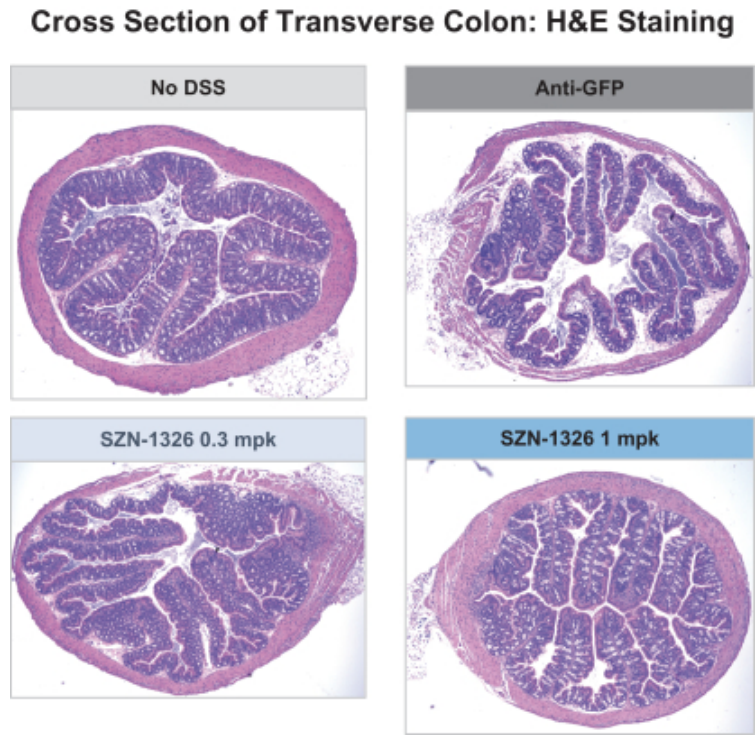 Cross Section of Transverse Colon: H&E Staining
No DSS
Anti-GFP
SZN-1326 0.3 mpk
SZN-1326 1 mpk